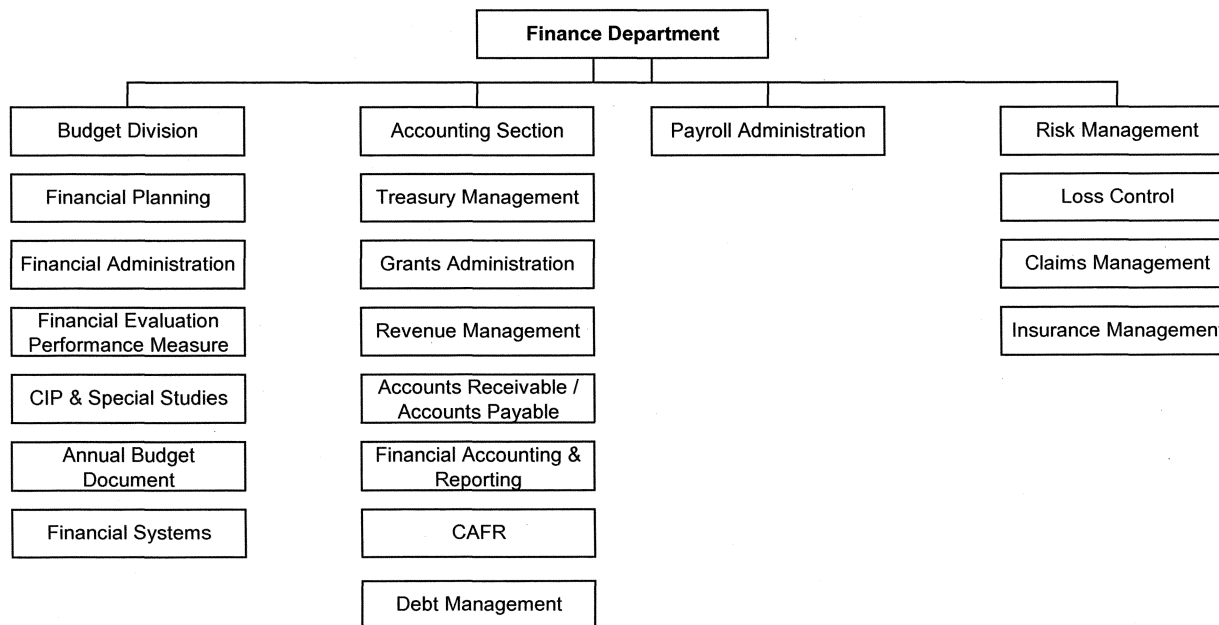 Finance Department
Budget Division
Accounting Section
Payroll Administration
Risk Management
Financial Planning
Treasury Management
Loss Control
Financial Administration
Grants Administration
Claims Management
Financial Evaluation
Performance Measure
Revenue Management
Insurance Management
CIP & Special Studies
Accounts Receivable /
Accounts Payable
Annual Budget
Document
Financial Accounting &
Reporting
Financial Systems
CAFR
Debt Management